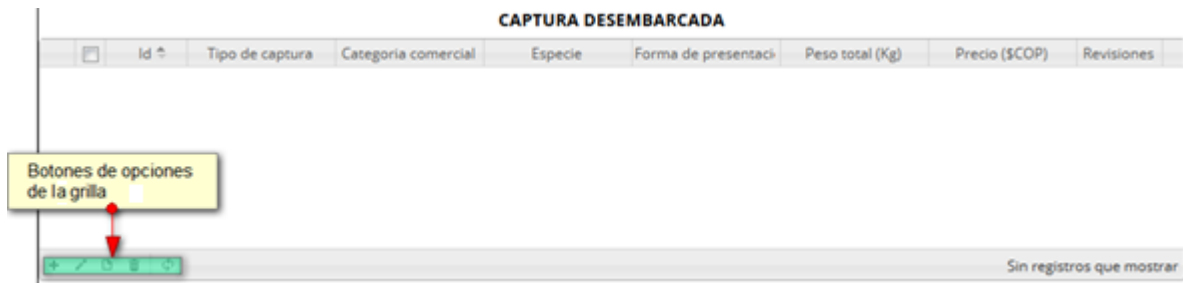 CAPTURA DESEMBARCADA
Id Tipo de captura Categoria comercial Especie Forma de presentaci Peso total (Kg) Precio ($COP) Revisiones
Botones de opciones
de la grilla
Sin registros que mostrar